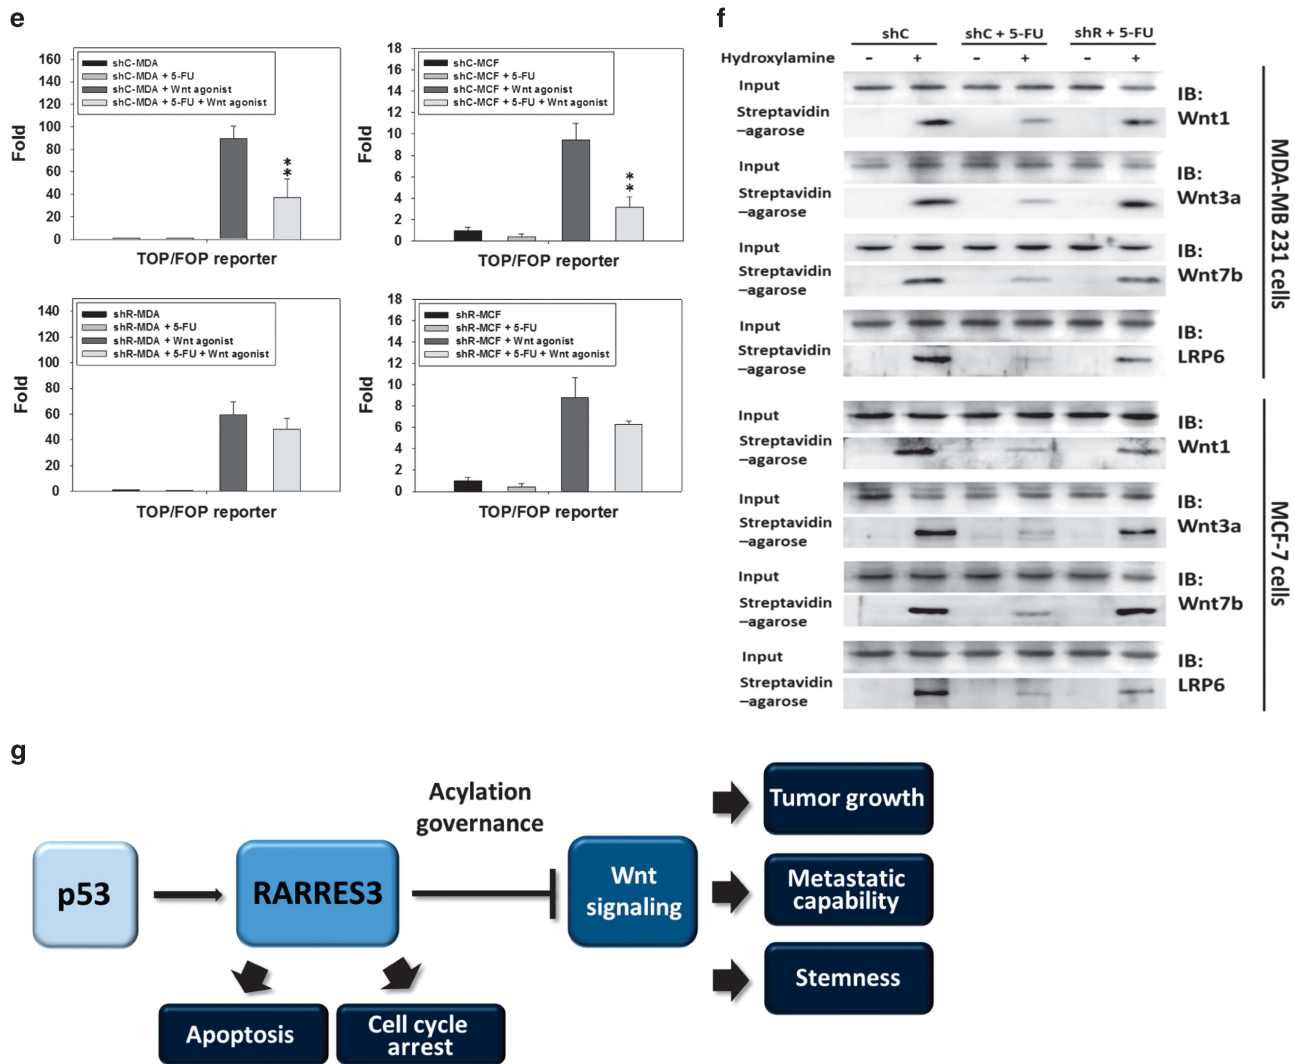 e
160
140
120
100
80
60
40
20
0
Fold
shC-MDA
shC-MDA + 5-FU
shC-MDA + Wnt agonist
shC-MDA + 5-FU + Wnt agonist
**
TOP/FOP reporter
18
16
14
12
10
8
6
4
2
0
Fold
shC-MCF
shC-MCF + 5-FU
shC-MCF + Wnt agonist
shC-MCF + 5-FU + Wnt agonist
**
TOP/FOP reporter
140
120
100
80
60
40
20
0
Fold
shR-MDA
shR-MDA + 5-FU
shR-MDA + Wnt agonist
shR-MDA + 5-FU + Wnt agonist
TOP/FOP reporter
18
16
14
12
10
8
6
4
2
0
Fold
shR-MCF
shR-MCF + 5-FU
shR-MCF + Wnt agonist
shR-MCF + 5-FU + Wnt agonist
TOP/FOP reporter
f
shC shC + 5-FU shR + 5-FU
Hydroxylamine - + - + - +
Input
Streptavidin
–agarose
IB:
Wnt1
Input
Streptavidin
–agarose
IB:
Wnt3a
Input
Streptavidin
–agarose
IB:
Wnt7b
Input
Streptavidin
–agarose
IB:
LRP6
MDA-MB 231 cells
Input
Streptavidin
–agarose
IB:
Wnt1
Input
Streptavidin
–agarose
IB:
Wnt3a
Input
Streptavidin
–agarose
IB:
Wnt7b
Input
Streptavidin
–agarose
IB:
LRP6
MCF-7 cells
g
p53
RARRES3
Acylation
governance
Wnt
signaling
Tumor growth
Metastatic
capability
Stemness
Apoptosis
Cell cycle
arrest